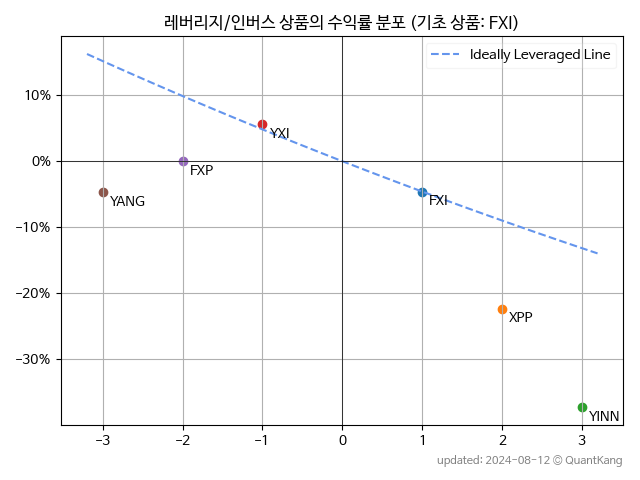 레버리지/인버스 상품의 수익률 분포 (기초 상품: FXI)
Ideally Leveraged Line
10%
YXI
0%
FXP
YANG
FXI
-10%
-20%
XPP
-30%
YINN
-3 -2 -1 0 1 2 3
updated: 2024-08-12 © QuantKang